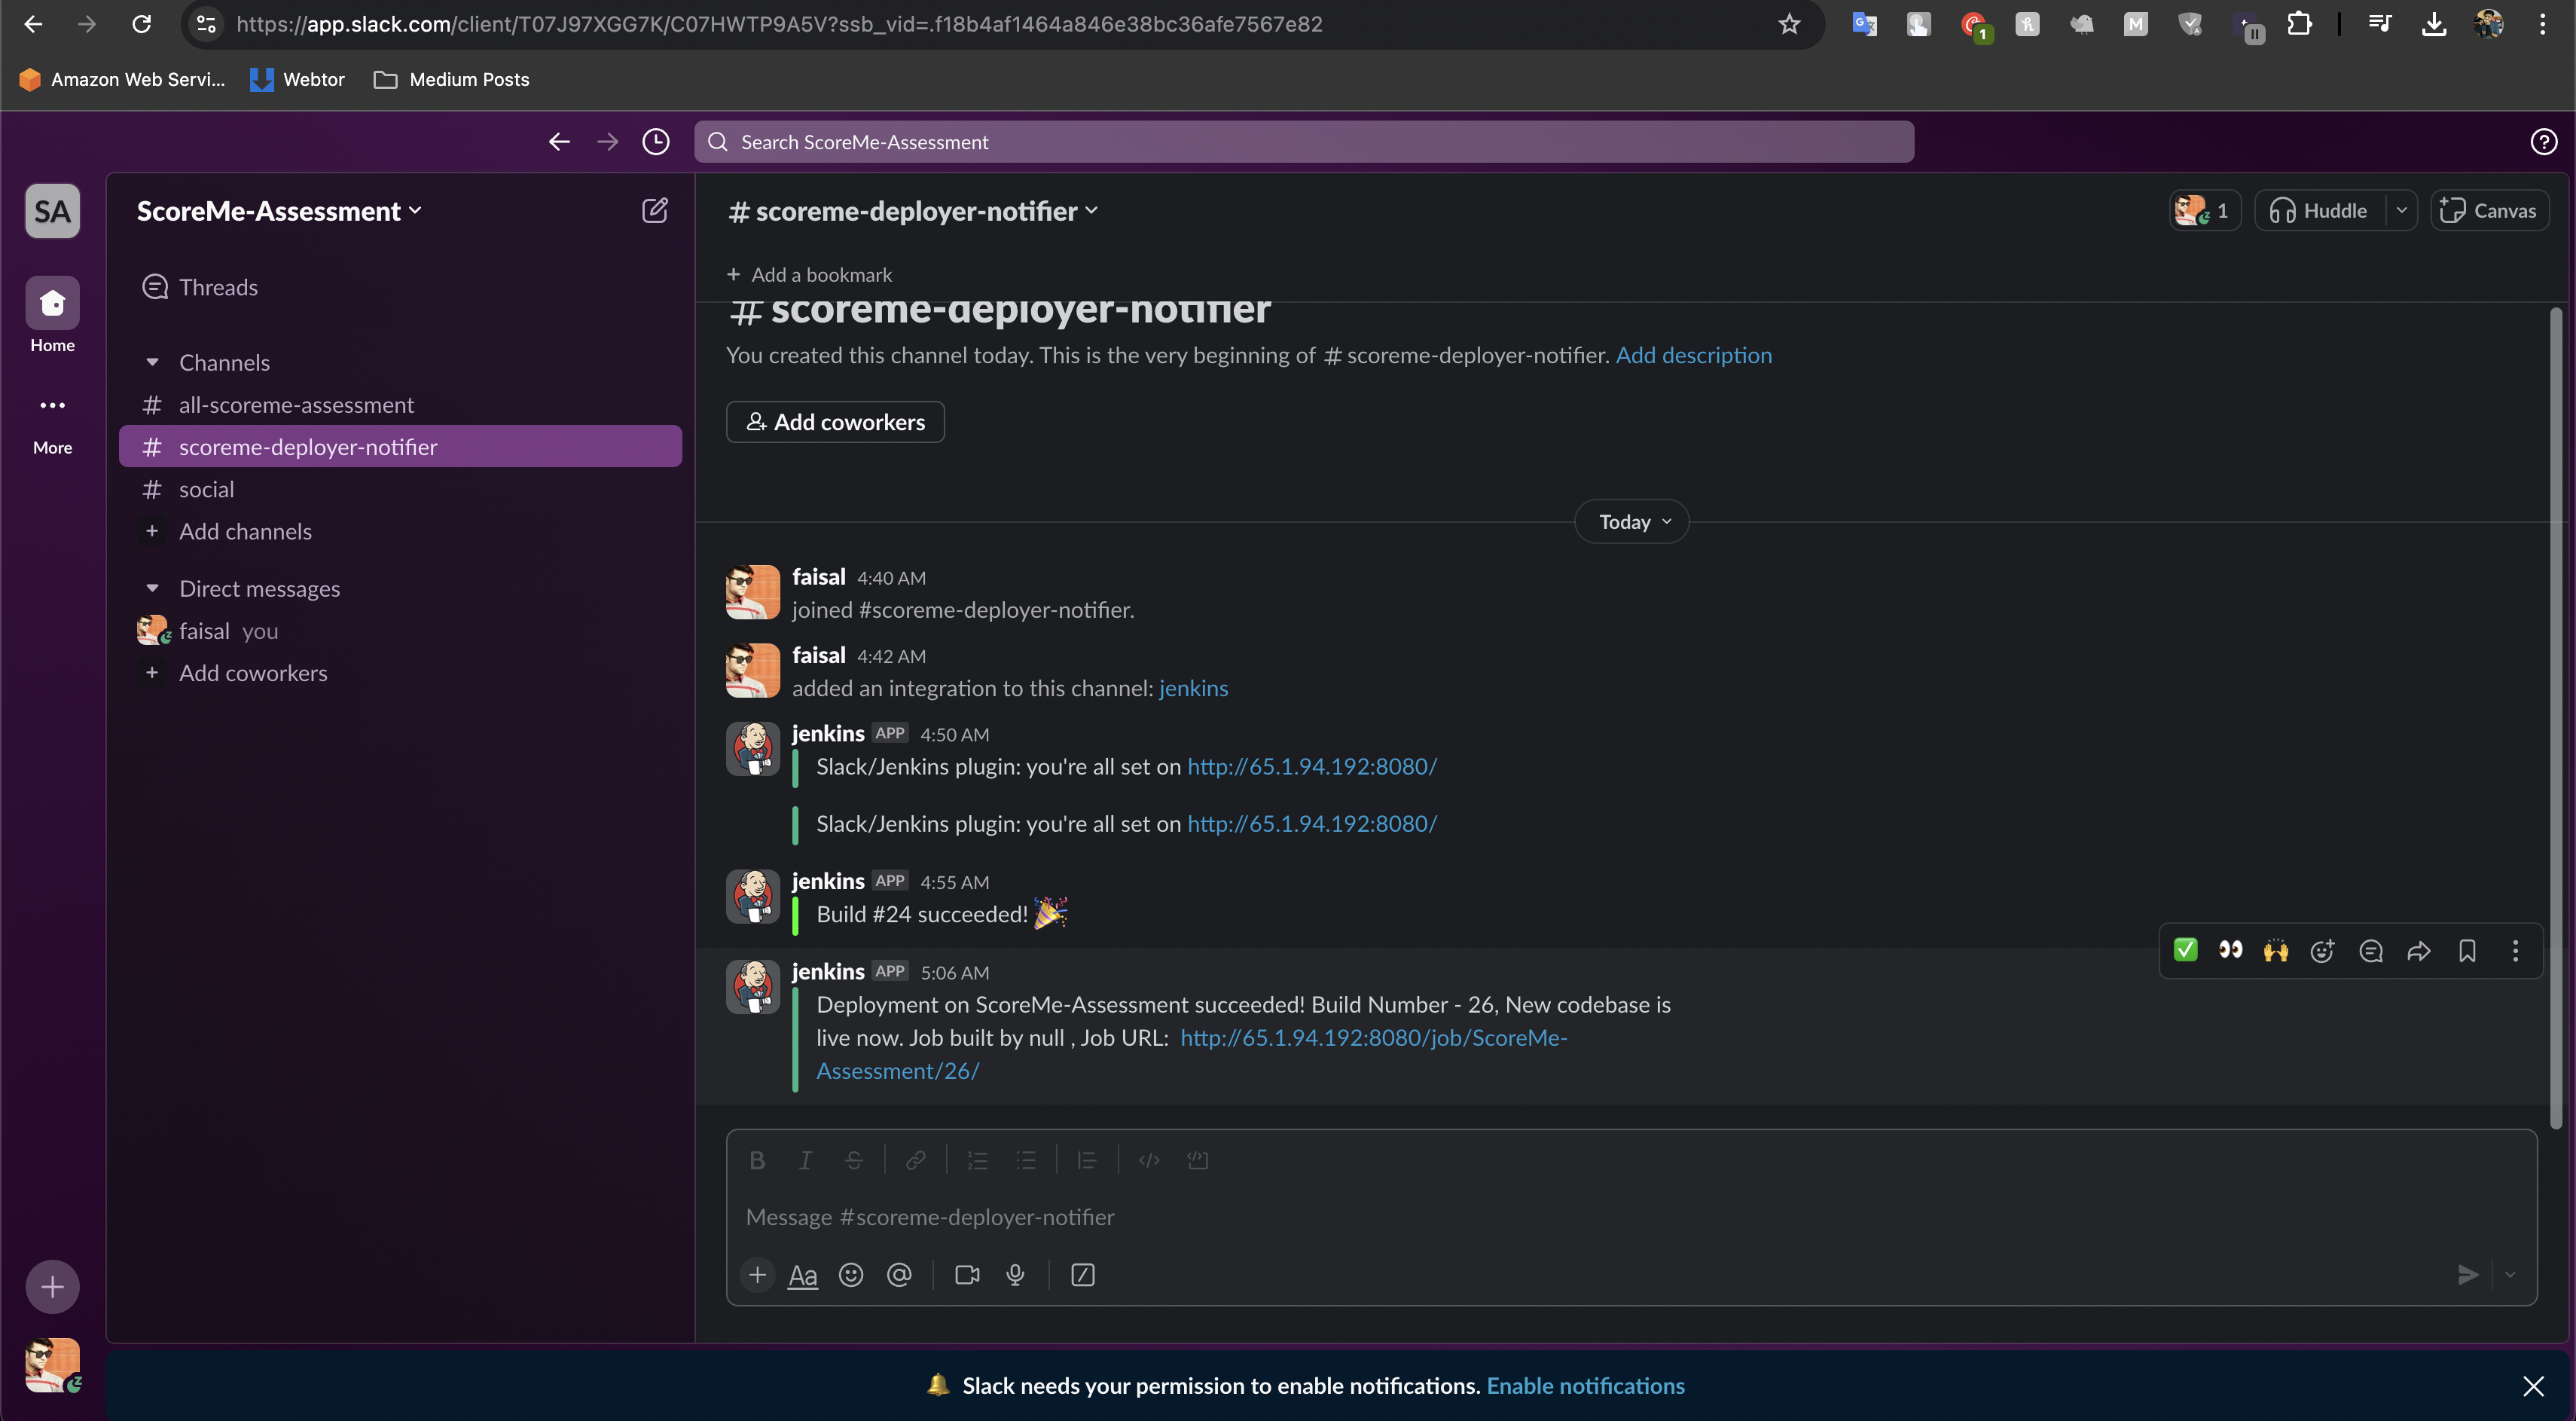 https://app.slack.com/client/T07J97XGG7K/C07HWTP9A5V?ssb_vid=.f18b4af1464a846e38bc36afe7567e82
1
Amazon Web Servi...
Webtor
Medium Posts
Search ScoreMe-Assessment
SA
Home
More
ScoreMe-Assessment
Threads
Channels
# all-scoreme-assessment
# scoreme-deployer-notifier
# social
+ Add channels
Direct messages
faisal you
+ Add coworkers
# scoreme-deployer-notifier
1
Huddle
Canvas
+ Add a bookmark
# scoreme-deployer-notifier
You created this channel today. This is the very beginning of # scoreme-deployer-notifier. Add description
Add coworkers
Today
faisal 4:40 AM
joined #scoreme-deployer-notifier.
faisal 4:42 AM
added an integration to this channel: jenkins
jenkins APP 4:50 AM
Slack/Jenkins plugin: you're all set on http://65.1.94.192:8080/
Slack/Jenkins plugin: you're all set on http://65.1.94.192:8080/
jenkins APP 4:55 AM
Build #24 succeeded! 🎉
jenkins APP 5:06 AM
Deployment on ScoreMe-Assessment succeeded! Build Number - 26, New codebase is
live now. Job built by null , Job URL: http://65.1.94.192:8080/job/ScoreMe-
Assessment/26/
B I S
Message #scoreme-deployer-notifier
+ Aa @
Slack needs your permission to enable notifications. Enable notifications